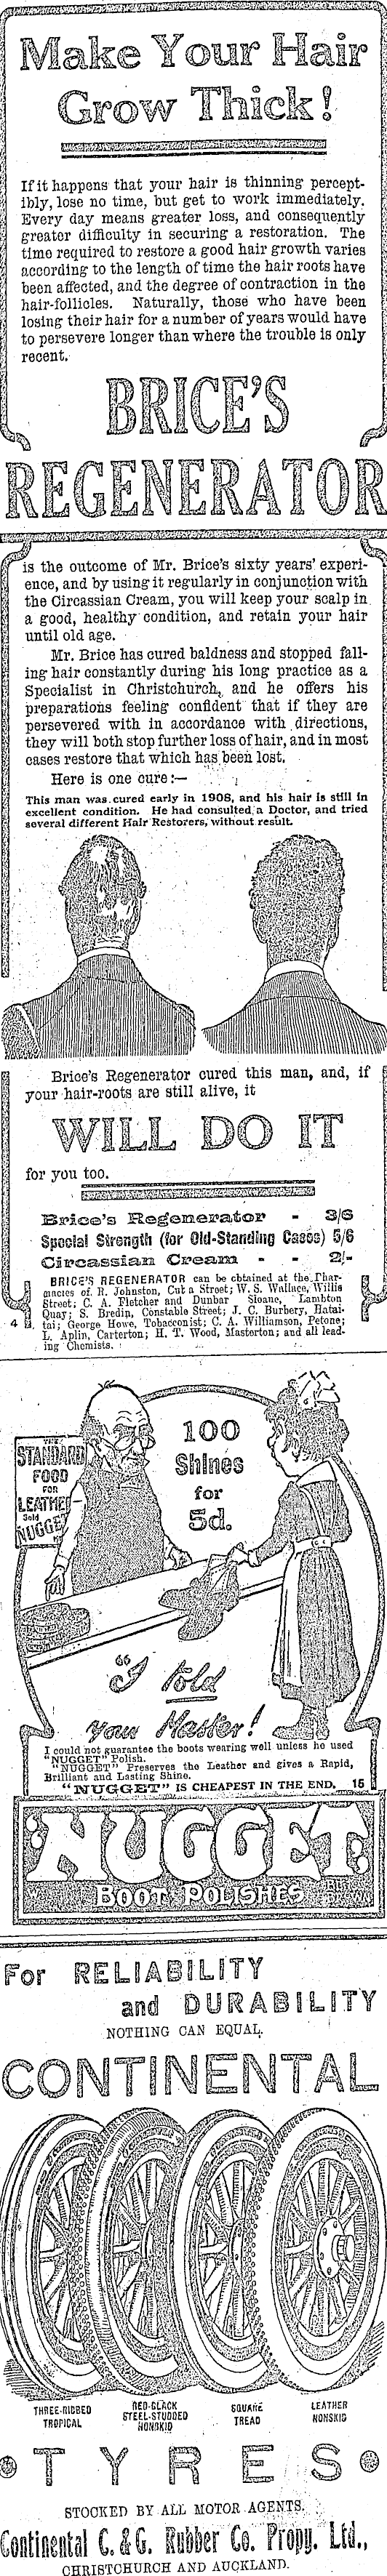 Make Your Hair
Grow Thick!
If it happens that your hair is thinning percept-
ibly, lose no time, but get to work immediately.
Every day means greater loss, and consequently
greater difficulty in securing a restoration. The
time required to restore a good hair growth varies
according to the length of time the hair roots have
been affected, and the degree of contraction in the
hair-follicles. Naturally, those who have been
losing their hair for a number of years would have
to persevere longer than where the trouble is only
recent.
BRICE'S
REGENERATOR
is the outcome of Mr. Brice's sixty years' experi-
ence, and by using it regularly in conjunction with
the Circassian Cream, you will keep your scalp in
a good, healthy condition, and retain your hair
until old age.
Mr. Brice has cured baldness and stopped fall-
ing hair constantly during his long practice as a
Specialist in Christchurch, and he offers his
preparations feeling confident that if they are
persevered with in accordance with directions,
they will both stop further loss of hair, and in most
cases restore that which has been lost.
Here is one cure:—
This man was cured early in 1908, and his hair is still in
excellent condition. He had consulted a Doctor, and tried
several different Hair Restorers, without result.
Brice's Regenerator cured this man, and, if
your hair-roots are still alive, it
WILL DO IT
for you too.
Brice's Regenerator - 3/6
Special Strength (for Old-Standing Cases) 5/6
Circassian Cream - - 2/-
BRICE'S REGENERATOR can be obtained at the Phar-
macies of R. Johnston, Cuba Street; W. S. Wallace, Willis
Street; C. A. Fletcher and Dunbar Sloane, Lambton
Quay; S. Bredin, Constable Street; J. C. Burbery, Hatai-
tai; George Howe, Tobacconist; C. A. Williamson, Petone;
L. Aplin, Carterton; H. T. Wood, Masterton; and all lead-
ing Chemists.
4
THE
STANDARD
FOOD
FOR
LEATHER—
Sold
NUGGET
100
Shines
for
5d.
"I told
your Master!
I could not guarantee the boots wearing well unless he used
"NUGGET" Polish.
"NUGGET" Preserves the Leather and gives a Rapid,
Brilliant and Lasting Shine.
"NUGGET" IS CHEAPEST IN THE END. 15
"NUGGET"
BOOT POLISHES
For RELIABILITY
and DURABILITY
NOTHING CAN EQUAL
CONTINENTAL
THREE-RIBBED
TROPICAL
RED-BLACK
STEEL-STUDDED
NONSKID
SQUARE
TREAD
LEATHER
NONSKID
TYRES
STOCKED BY ALL MOTOR AGENTS.
Continental C. & G. Rubber Co. Propy. Ltd.,
CHRISTCHURCH AND AUCKLAND.